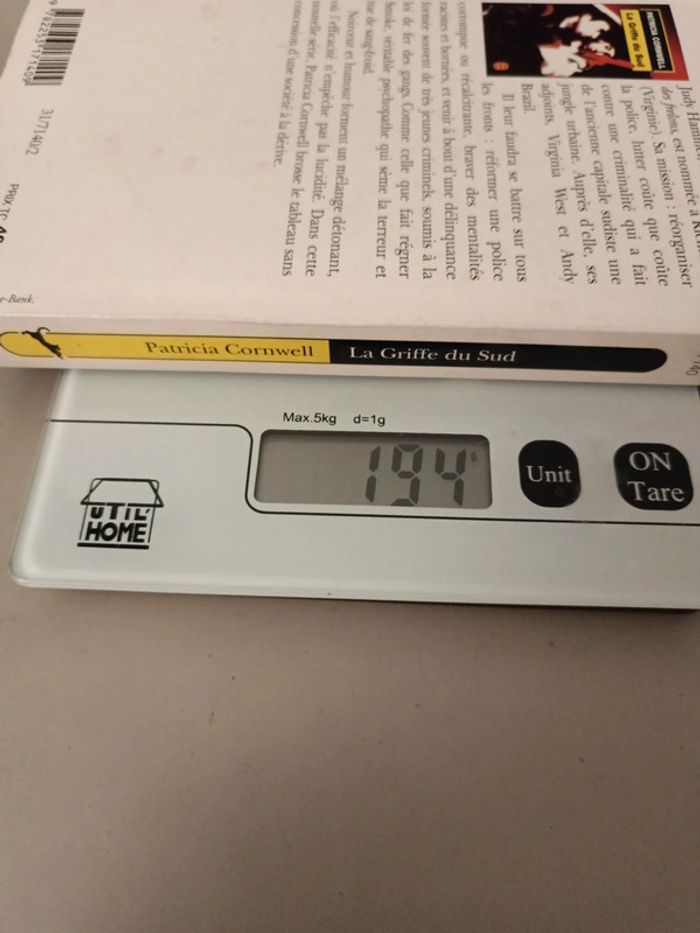 PATRICIA CORNWELL
La Griffe du Sud
des frelons, est nommée à
(Virginie). Sa mission : réorganiser
la police, lutter coûte que coûte
contre une criminalité qui a fait
de l'ancienne capitale sudiste une
jungle urbaine. Auprès d'elle, ses
adjoints, Virginia West et Andy
Brazil.
Il leur faudra se battre sur tous
les fronts : réformer une police
corrompue ou récalcitrante, braver des mentalités
racistes et bornées, et venir à bout d'une délinquance
formée souvent de très jeunes criminels, soumis à la
loi de fer des gangs. Comme celle que fait régner
Smoke, véritable psychopathe qui sème la terreur et
tue de sang-froid.
Noirceur et humour forment un mélange détonant,
où l'efficacité n'empêche pas la lucidité. Dans cette
nouvelle série, Patricia Cornwell brosse le tableau sans
concession d'une société à la dérive.
31/7140/2
PRIX TC
e-Bank.
Patricia Cornwell La Griffe du Sud
Max.5kg d=1g
194
Unit
ON
Tare
UTIL'
HOME